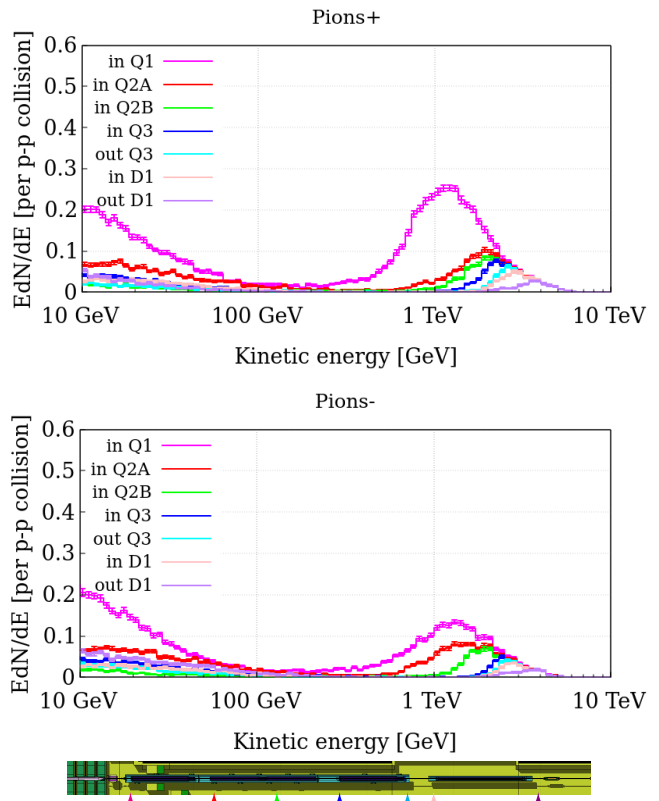 Pions+
EdN/dE [per p-p collision]
0.6
0.5
0.4
0.3
0.2
0.1
0
in Q1
in Q2A
in Q2B
in Q3
out Q3
in D1
out D1
10 GeV
100 GeV
1 TeV
10 TeV
Kinetic energy [GeV]
Pions-
EdN/dE [per p-p collision]
0.6
0.5
0.4
0.3
0.2
0.1
0
in Q1
in Q2A
in Q2B
in Q3
out Q3
in D1
out D1
10 GeV
100 GeV
1 TeV
10 TeV
Kinetic energy [GeV]